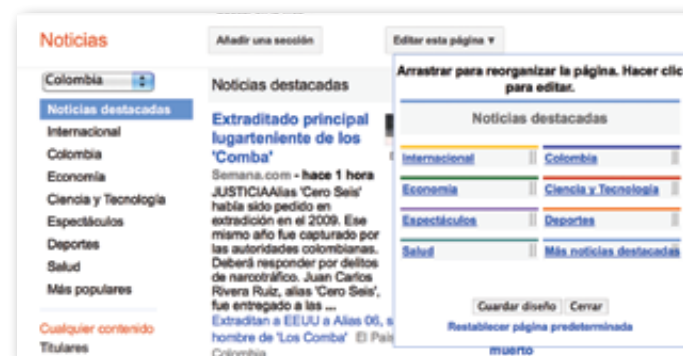 Noticias
Añadir una sección
Editar esta página ▼
Colombia
Noticias destacadas
Internacional
Colombia
Economía
Ciencia y Tecnología
Espectáculos
Deportes
Salud
Más populares
Cualquier contenido
Titulares
Noticias destacadas
Extraditado principal
lugarteniente de los
'Comba'
Semana.com - hace 1 hora
JUSTICIAAlias 'Cero Seis'
había sido pedido en
extradición en el 2009. Ese
mismo año fue capturado por
las autoridades colombianas.
Deberá responder por delitos
de narcotráfico. Juan Carlos
Rivera Ruiz, alias 'Cero Seis',
fue entregado a las ...
Extraditan a EEUU a Alias 06, s
hombre de 'Los Comba' El País
Colombia
Arrastrar para reorganizar la página. Hacer clic
para editar.
Noticias destacadas
Internacional
Colombia
Economía
Ciencia y Tecnología
Espectáculos
Deportes
Salud
Más noticias destacadas
Guardar diseño Cerrar
Restablecer página predeterminada
muerto